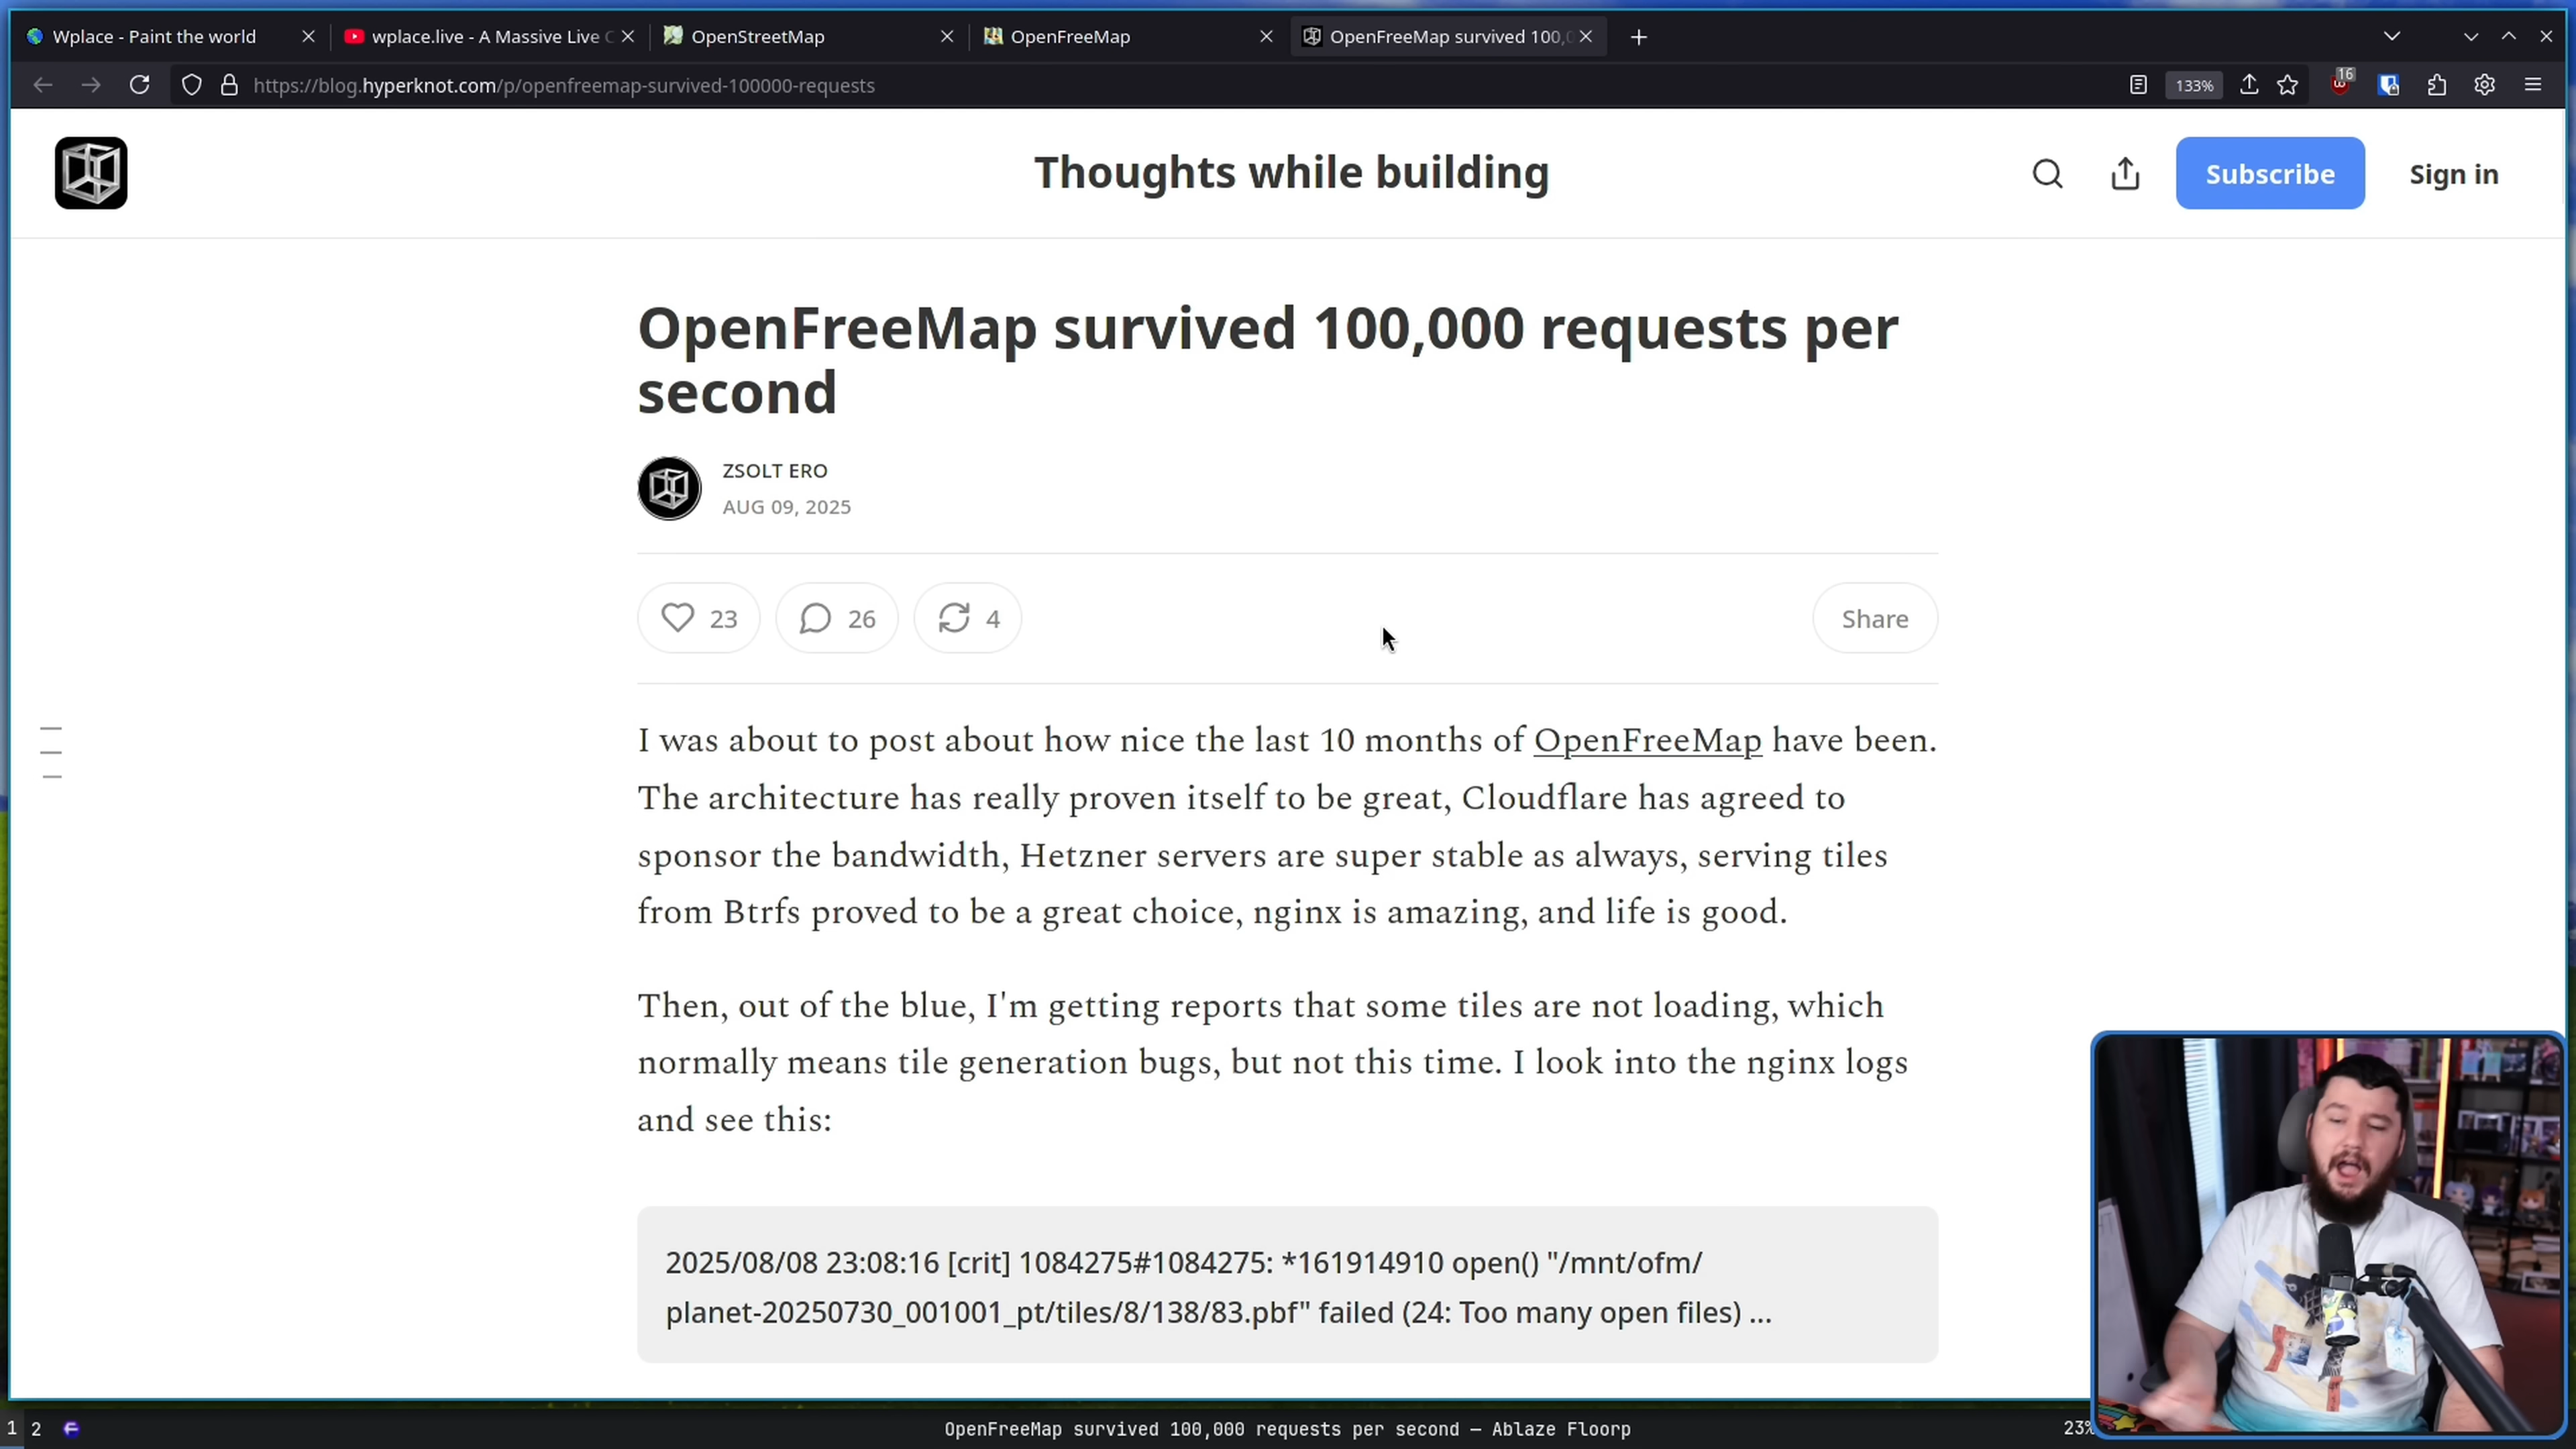 Wplace - Paint the world
wplace.live - A Massive Live
OpenStreetMap
OpenFreeMap
OpenFreeMap survived 100,0
https://blog.hyperknot.com/p/openfreemap-survived-100000-requests
133%
16
Thoughts while building
Subscribe
Sign in
OpenFreeMap survived 100,000 requests per
second
ZSOLT ERO
AUG 09, 2025
23
26
4
Share
I was about to post about how nice the last 10 months of OpenFreeMap have been.
The architecture has really proven itself to be great, Cloudflare has agreed to
sponsor the bandwidth, Hetzner servers are super stable as always, serving tiles
from Btrfs proved to be a great choice, nginx is amazing, and life is good.
Then, out of the blue, I'm getting reports that some tiles are not loading, which
normally means tile generation bugs, but not this time. I look into the nginx logs
and see this:
2025/08/08 23:08:16 [crit] 1084275#1084275: *161914910 open() "/mnt/ofm/
planet-20250730_001001_pt/tiles/8/138/83.pbf" failed (24: Too many open files) ...
1 2
OpenFreeMap survived 100,000 requests per second — Ablaze Floorp
23%